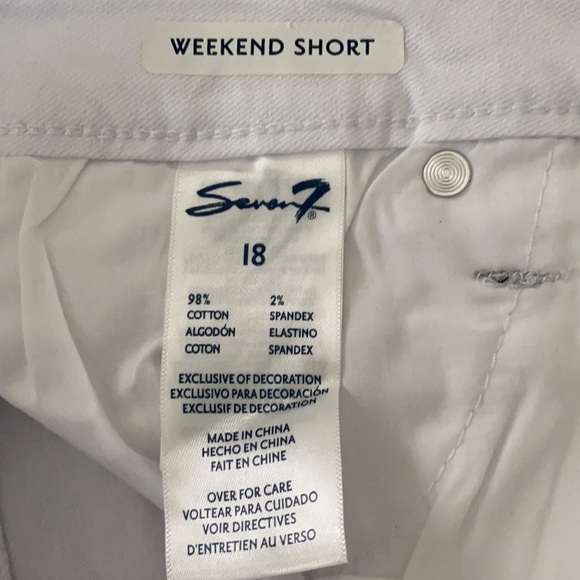 WEEKEND SHORT
Seven7®
18
98% 2%
COTTON SPANDEX
ALGODÓN ELASTINO
COTON SPANDEX
EXCLUSIVE OF DECORATION
EXCLUSIVO PARA DECORACIÓN
EXCLUSIF DE DECORATION
MADE IN CHINA
HECHO EN CHINA
FAIT EN CHINE
OVER FOR CARE
VOLTEAR PARA CUIDADO
VOIR DIRECTIVES
D'ENTRETIEN AU VERSO